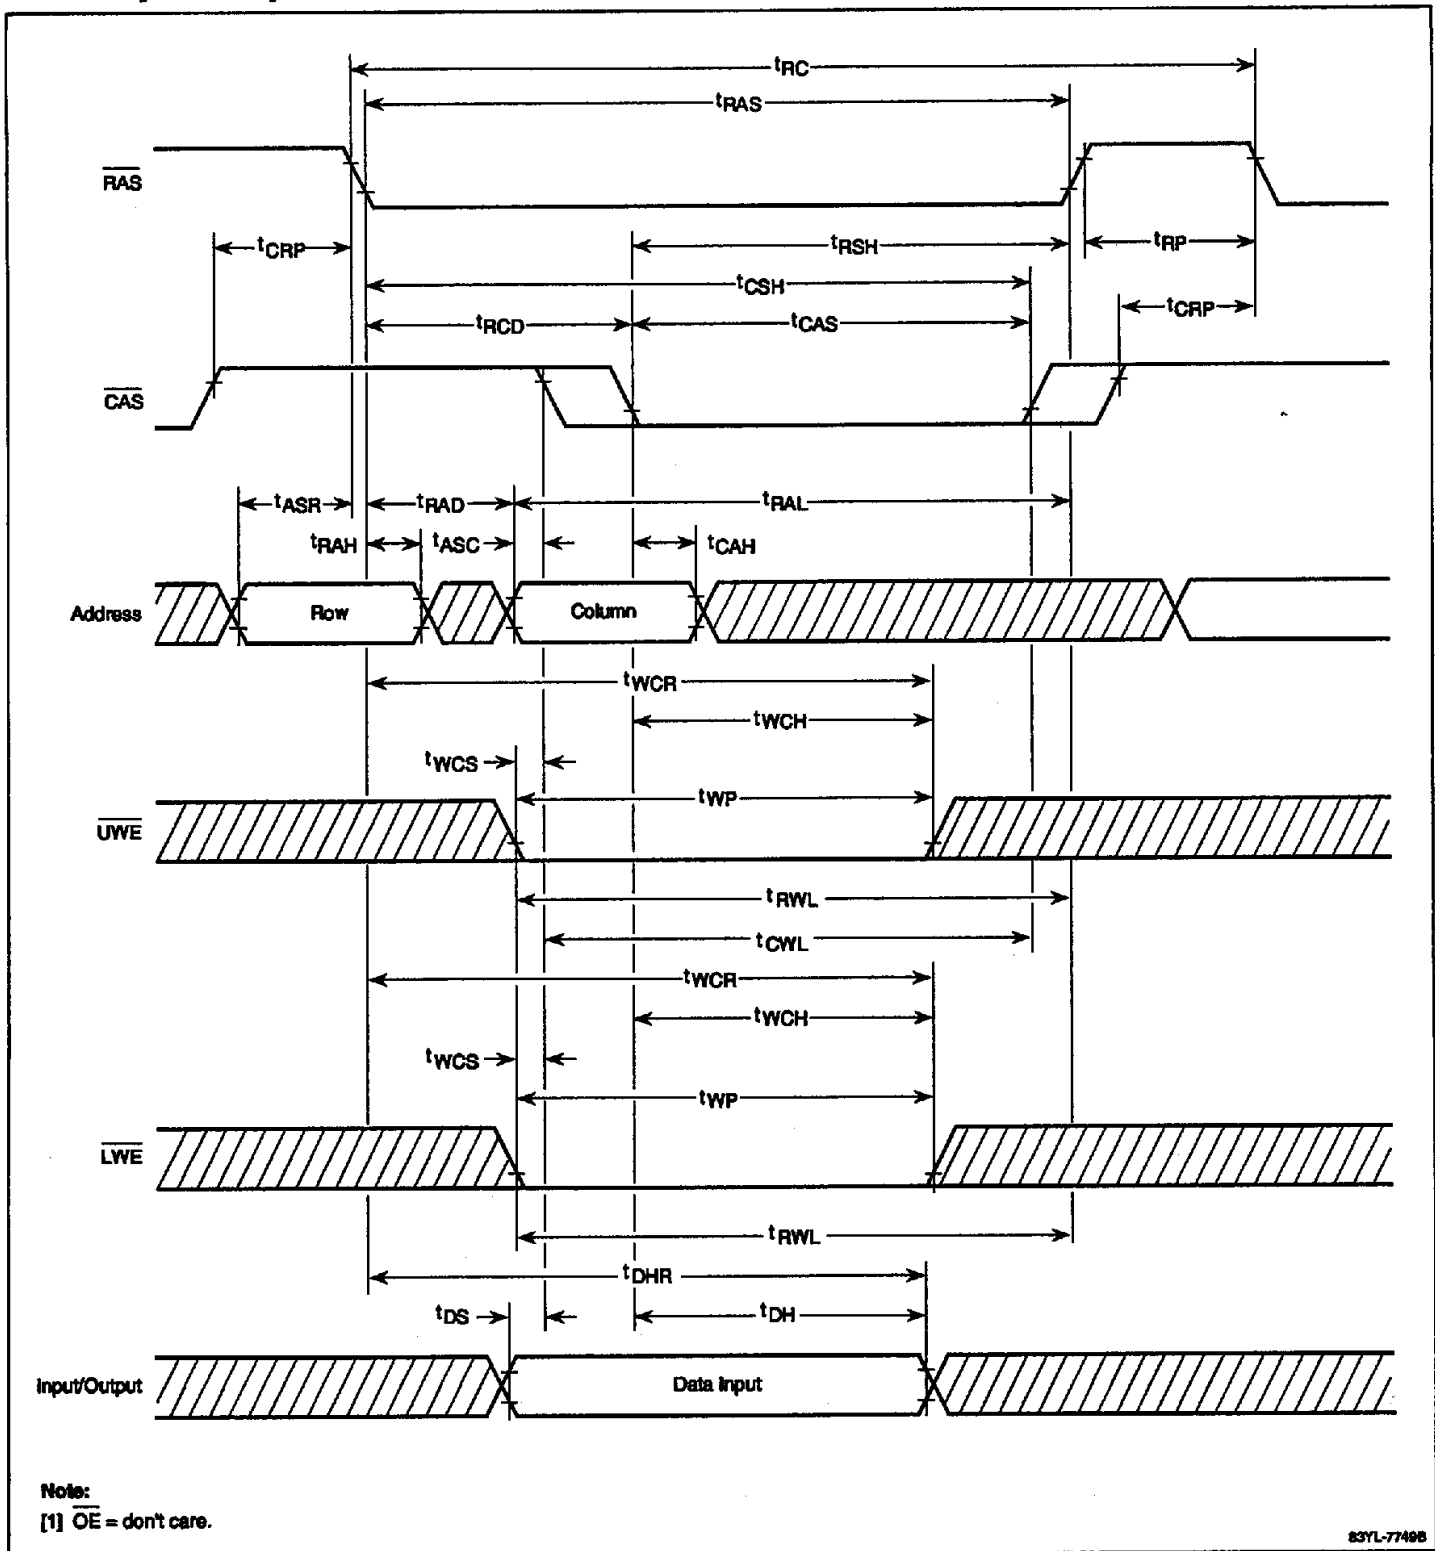 tRC
tRAS
RAS
tCRP
tRSH
tRP
tCSH
tCRP
tRCD
tCAS
CAS
tASR
tRAD
tRAL
tRAH
tASC
tCAH
Address
Row
Column
tWCR
tWCH
tWCS
tWP
UWE
tRWL
tCWL
tWCR
tWCH
tWCS
tWP
LWE
tRWL
tDHR
tDS
tDH
Input/Output
Data Input
Note:
[1] OE = don't care.
83YL-7749B